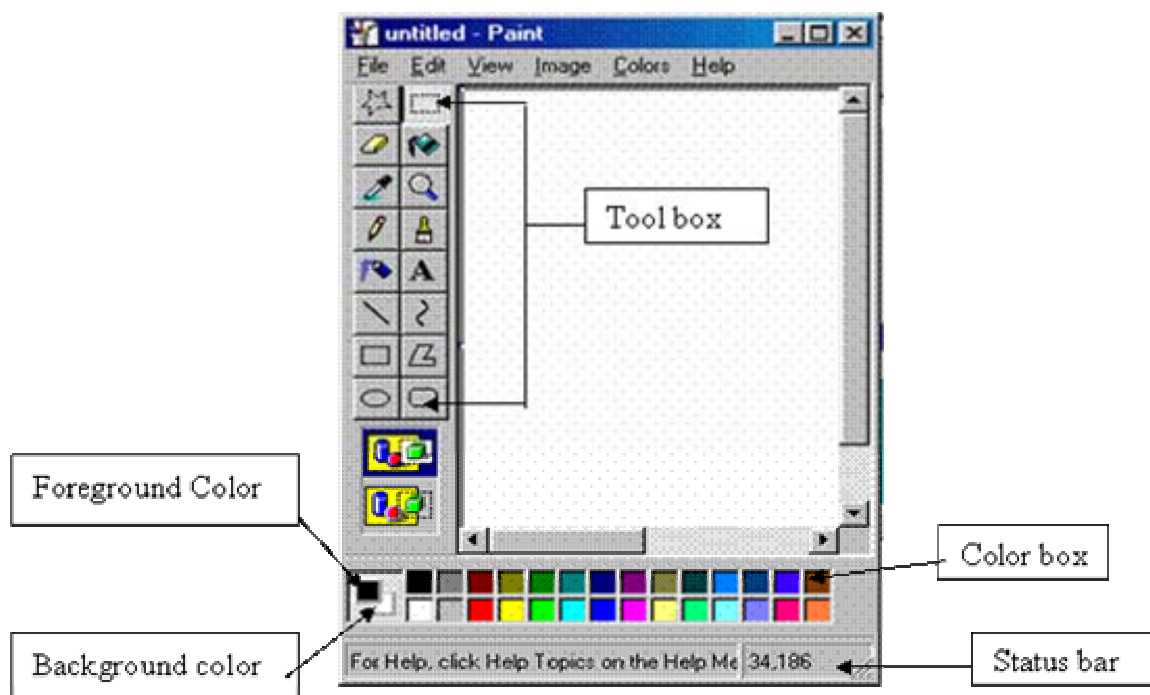 untitled - Paint
File Edit View Image Colors Help
A
Tool box
Foreground Color
Color box
Background color
For Help, click Help Topics on the Help Me 34,186
Status bar